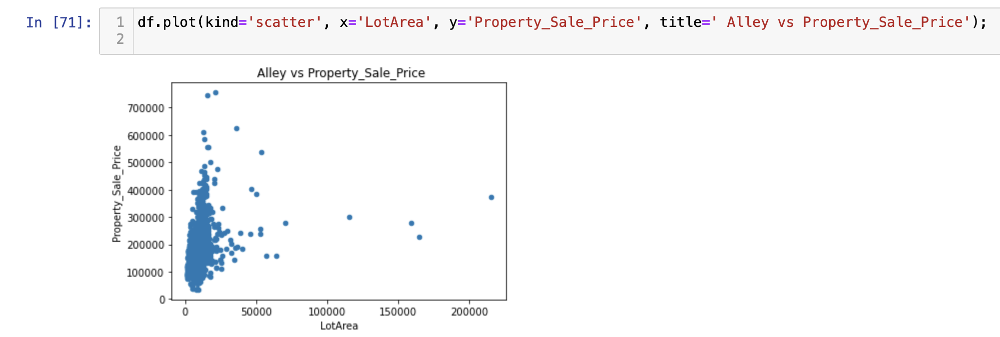 In [71]:
1 df.plot(kind='scatter', x='LotArea', y='Property_Sale_Price', title=' Alley vs Property_Sale_Price');
2
Alley vs Property_Sale_Price
700000
600000
500000
400000
300000
200000
100000
0
Property_Sale_Price
0 50000 100000 150000 200000
LotArea